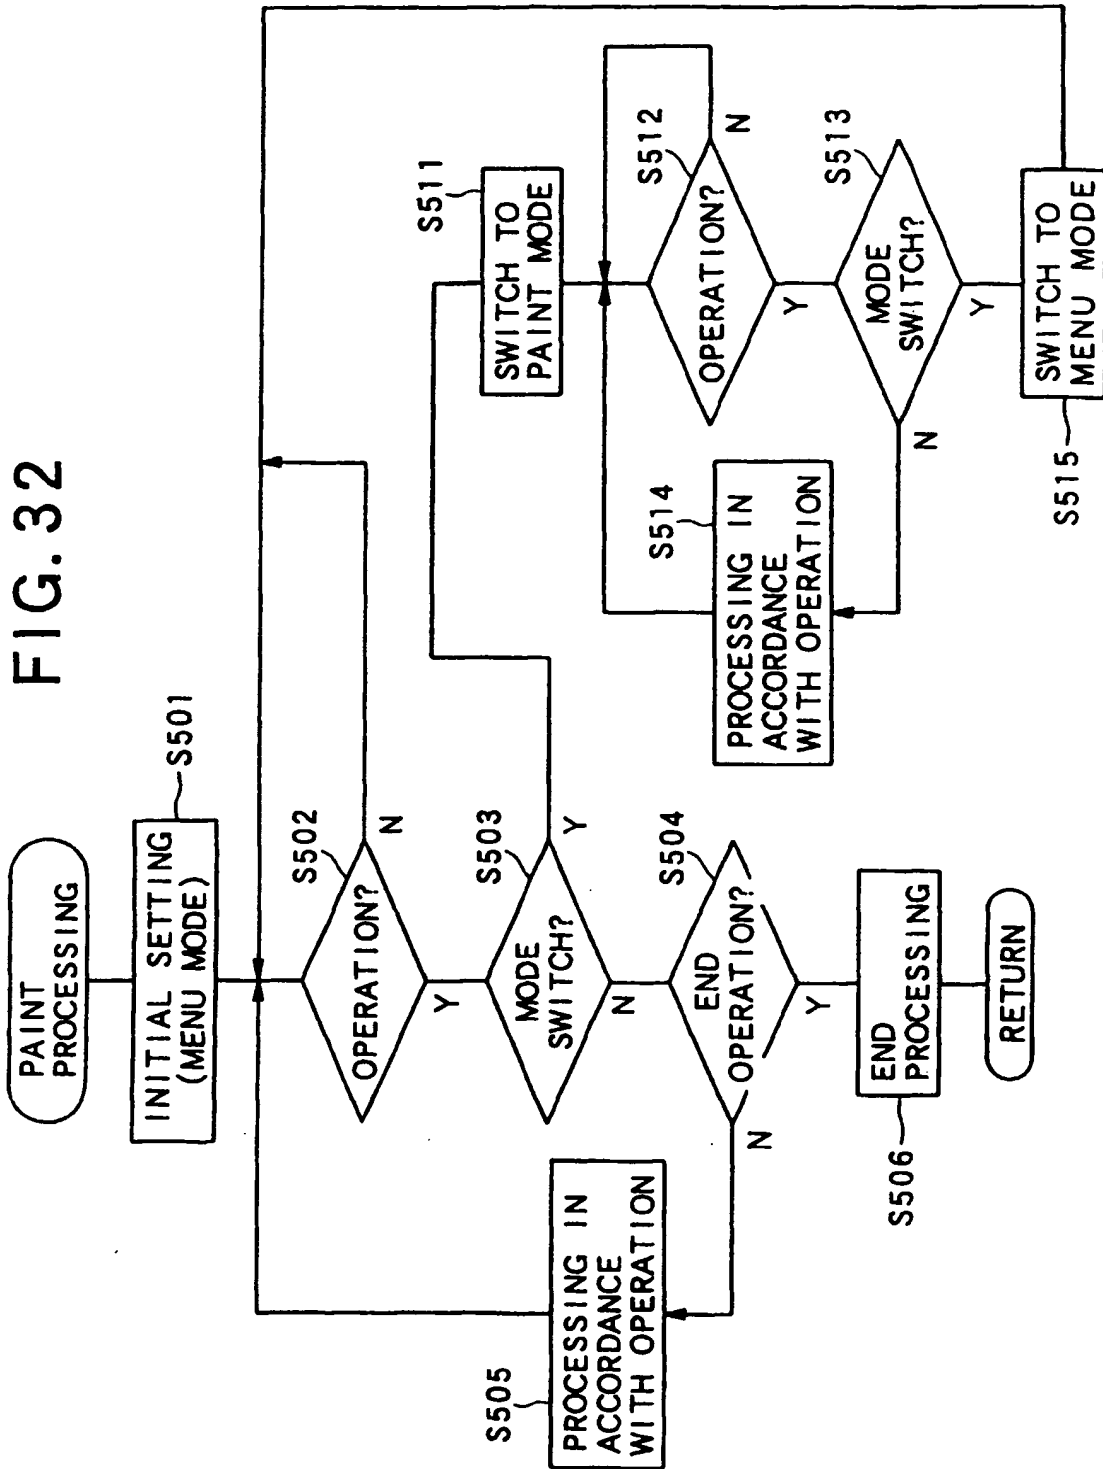 FIG.32
PAINT
PROCESSING
INITIAL SETTING
(MENU MODE)
S501
OPERATION?
S502
N
Y
MODE
SWITCH?
S503
Y
N
END
OPERATION?
S504
N
Y
PROCESSING IN
ACCORDANCE
WITH OPERATION
S505
END
PROCESSING
S506
RETURN
SWITCH TO
PAINT MODE
S511
OPERATION?
S512
N
Y
MODE
SWITCH?
S513
N
Y
PROCESSING IN
ACCORDANCE
WITH OPERATION
S514
SWITCH TO
MENU MODE
S515